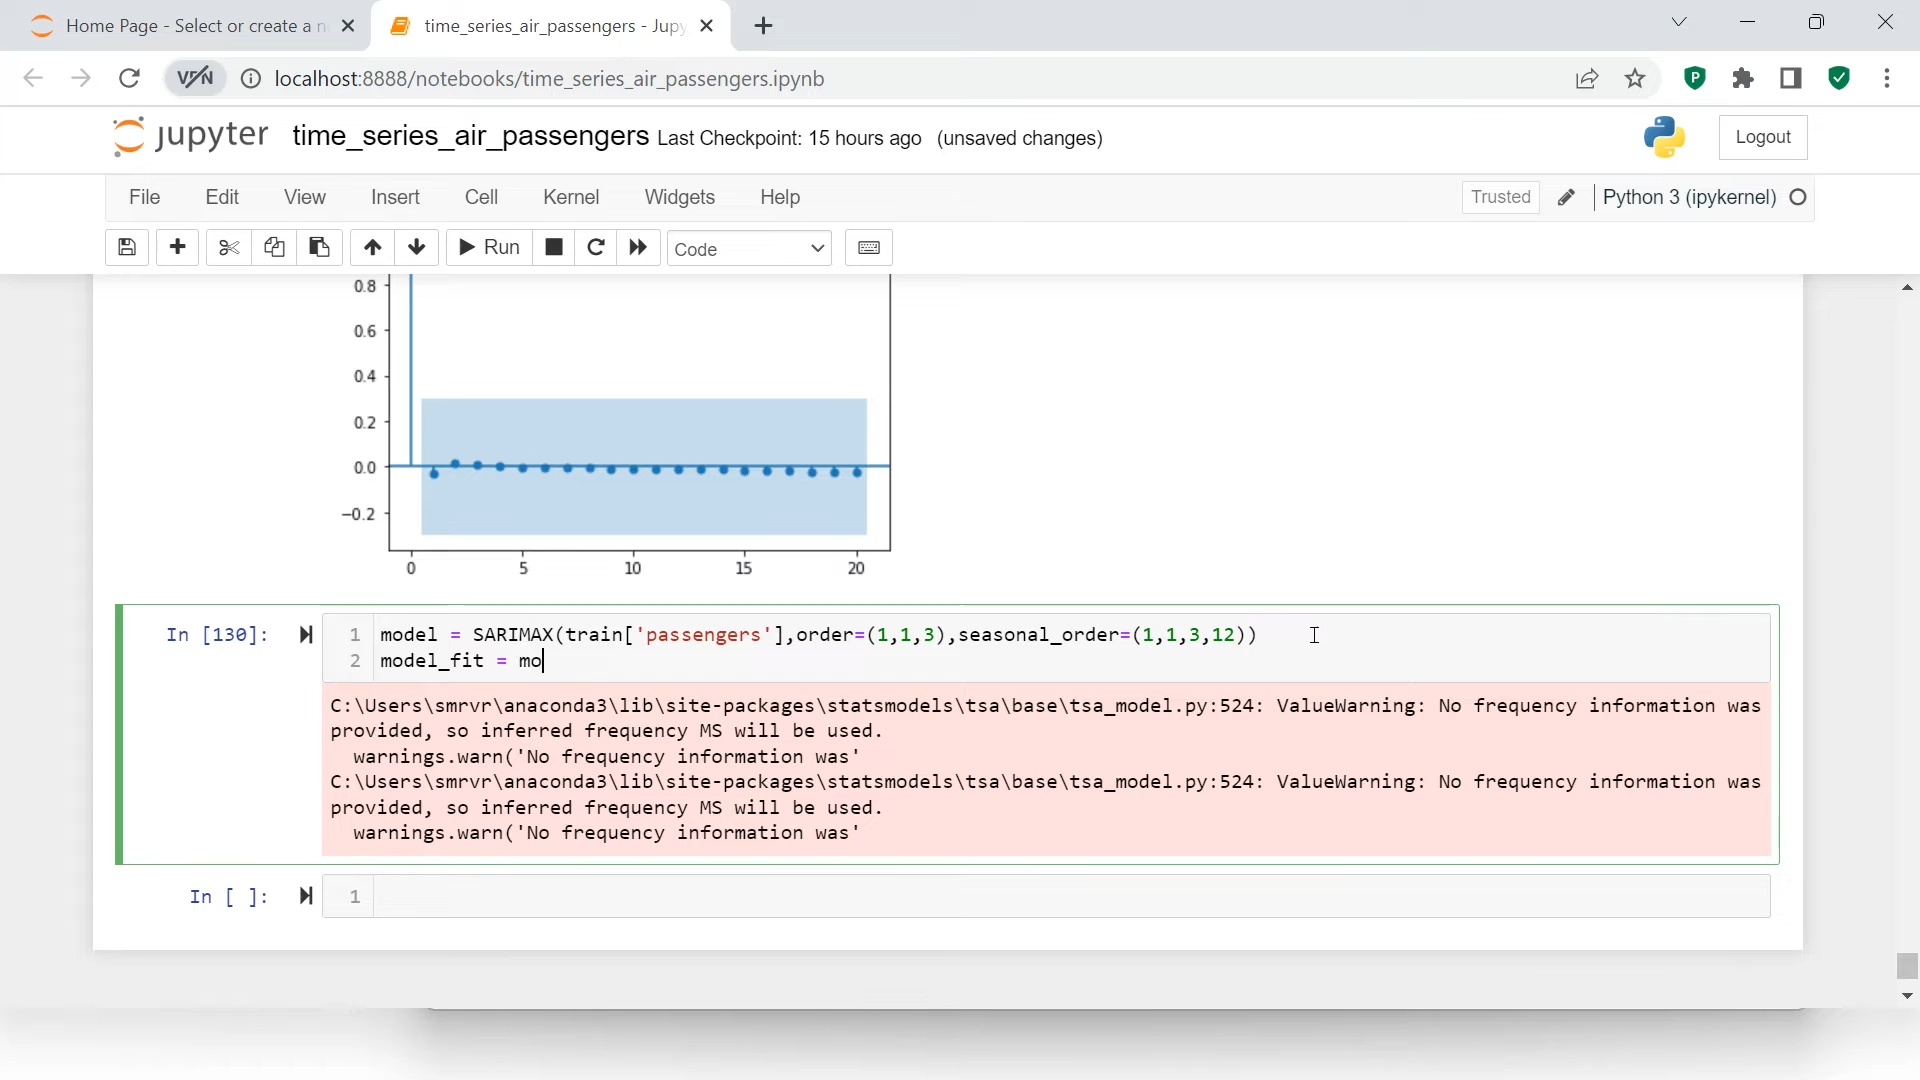 Home Page - Select or create a n
time_series_air_passengers - Jupy
VPN
localhost:8888/notebooks/time_series_air_passengers.ipynb
P
jupyter time_series_air_passengers Last Checkpoint: 15 hours ago (unsaved changes)
Logout
File Edit View Insert Cell Kernel Widgets Help
Trusted Python 3 (ipykernel)
Run Code
0.8
0.6
0.4
0.2
0.0
−0.2
0 5 10 15 20
In [130]: 1 model = SARIMAX(train['passengers'],order=(1,1,3),seasonal_order=(1,1,3,12))
2 model_fit = mo
C:\Users\smrvr\anaconda3\lib\site-packages\statsmodels\tsa\base\tsa_model.py:524: ValueWarning: No frequency information was
provided, so inferred frequency MS will be used.
warnings.warn('No frequency information was'
C:\Users\smrvr\anaconda3\lib\site-packages\statsmodels\tsa\base\tsa_model.py:524: ValueWarning: No frequency information was
provided, so inferred frequency MS will be used.
warnings.warn('No frequency information was'
In [ ]: 1